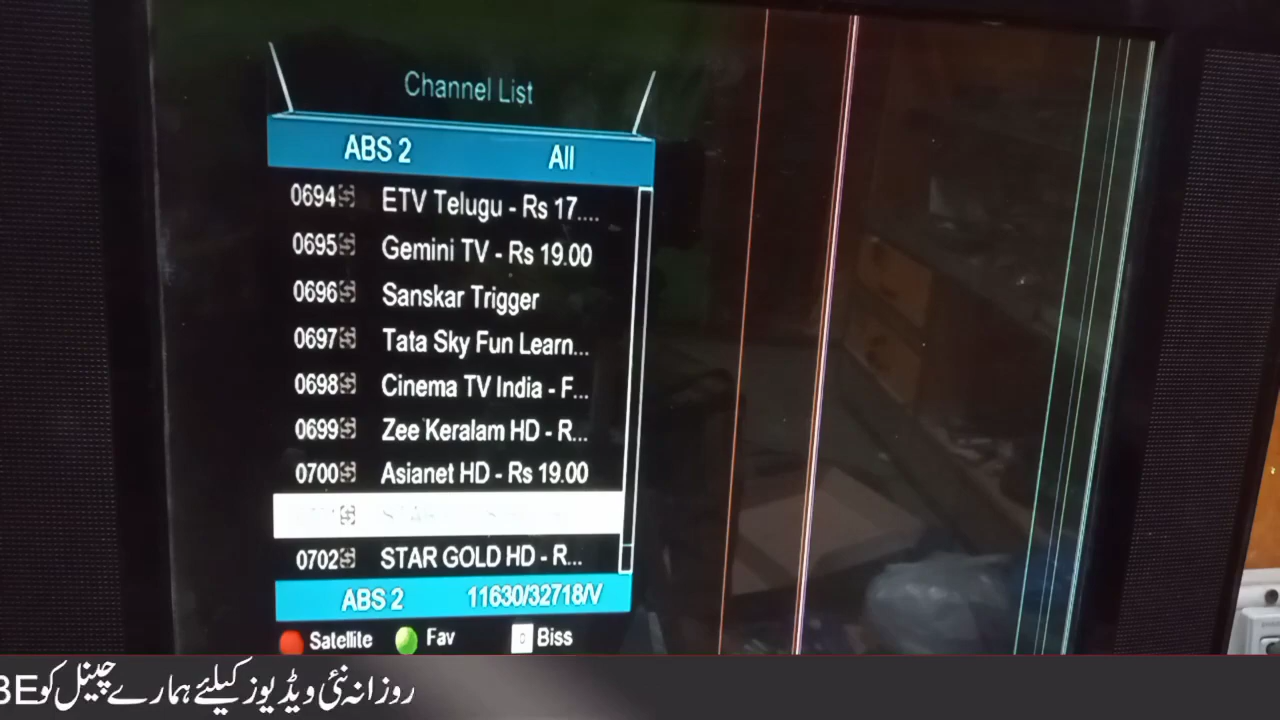 Channel List
ABS 2 All
0694 ETV Telugu - Rs 17....
0695 Gemini TV - Rs 19.00
0696 Sanskar Trigger
0697 Tata Sky Fun Learn...
0698 Cinema TV India - F...
0699 Zee Keralam HD - R...
0700 Asianet HD - Rs 19.00
0702 STAR GOLD HD - R...
ABS 2 11630/32718/V
Satellite Fav Biss
روزانہ نئی ویڈیوز کیلئے ہمارے چینل کو BE